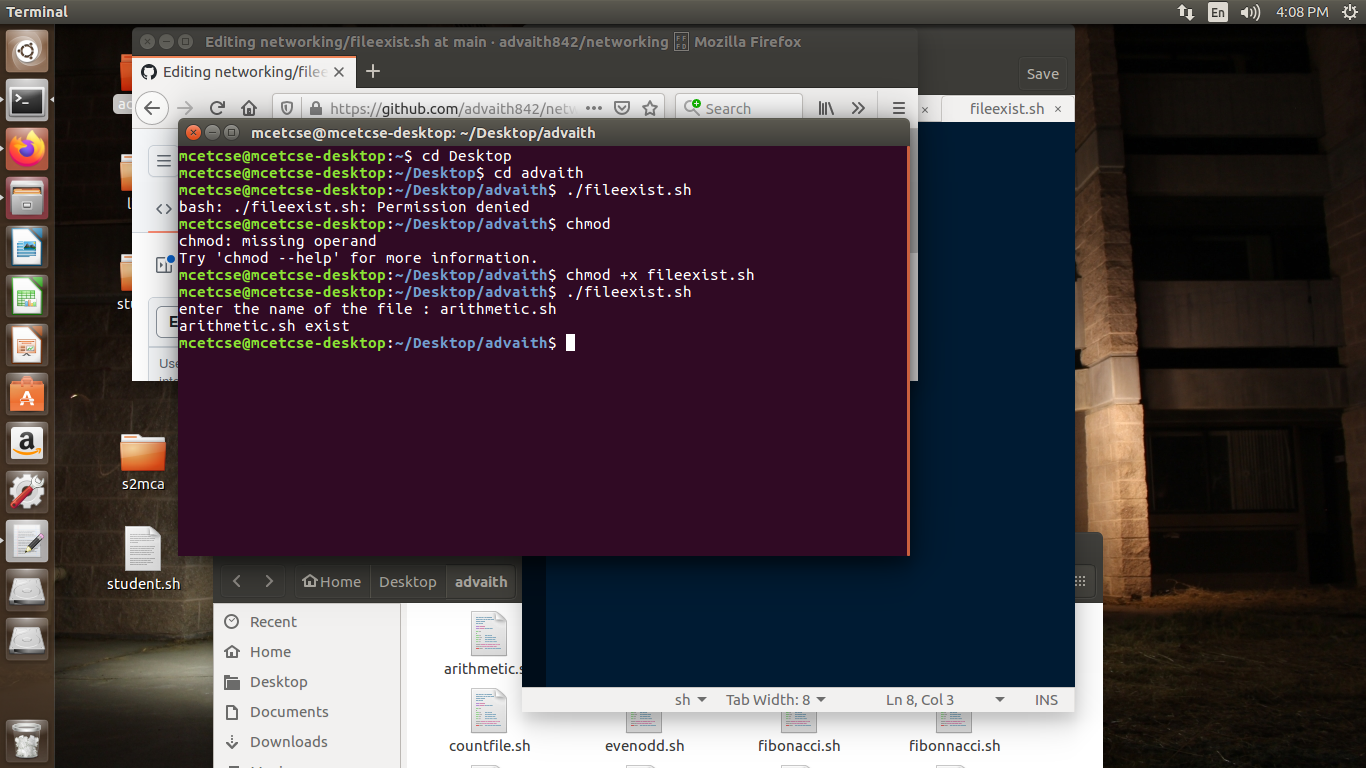 Terminal
En
4:08 PM
Editing networking/fileexist.sh at main · advaith842/networking
Mozilla Firefox
Save
Editing networking/filee
https://github.com/advaith842/netw
Search
fileexist.sh
mcetcse@mcetcse-desktop: ~/Desktop/advaith
mcetcse@mcetcse-desktop:~$ cd Desktop
mcetcse@mcetcse-desktop:~/Desktop$ cd advaith
mcetcse@mcetcse-desktop:~/Desktop/advaith$ ./fileexist.sh
bash: ./fileexist.sh: Permission denied
mcetcse@mcetcse-desktop:~/Desktop/advaith$ chmod
chmod: missing operand
Try 'chmod --help' for more information.
mcetcse@mcetcse-desktop:~/Desktop/advaith$ chmod +x fileexist.sh
mcetcse@mcetcse-desktop:~/Desktop/advaith$ ./fileexist.sh
enter the name of the file : arithmetic.sh
arithmetic.sh exist
mcetcse@mcetcse-desktop:~/Desktop/advaith$
s2mca
student.sh
Home
Desktop
advaith
Recent
Home
Desktop
Documents
Downloads
arithmetic.s
countfile.sh
evenodd.sh
fibonacci.sh
fibonnacci.sh
sh
Tab Width: 8
Ln 8, Col 3
INS